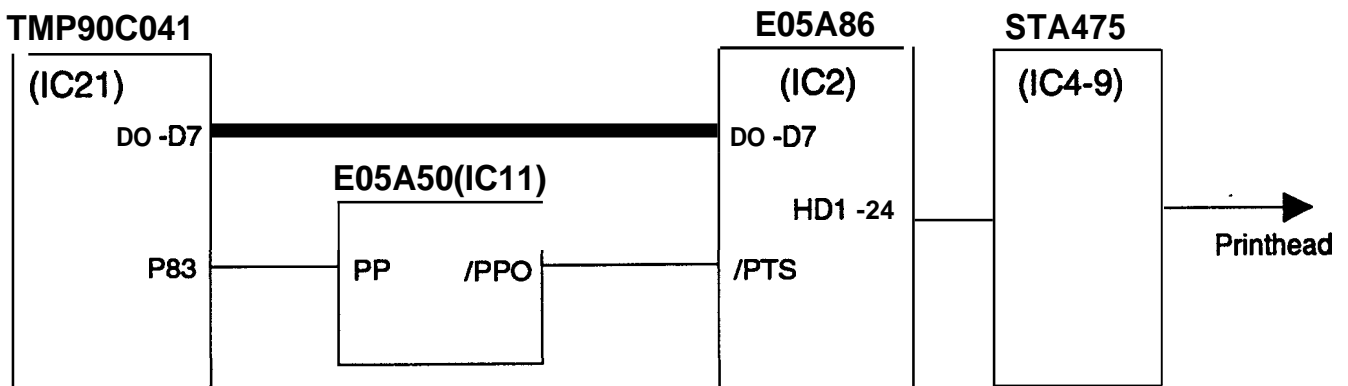 TMP90C041
(IC21)
DO -D7
P83
E05A50(IC11)
PP
/PPO
E05A86
(IC2)
DO -D7
HD1 -24
/PTS
STA475
(IC4-9)
Printhead